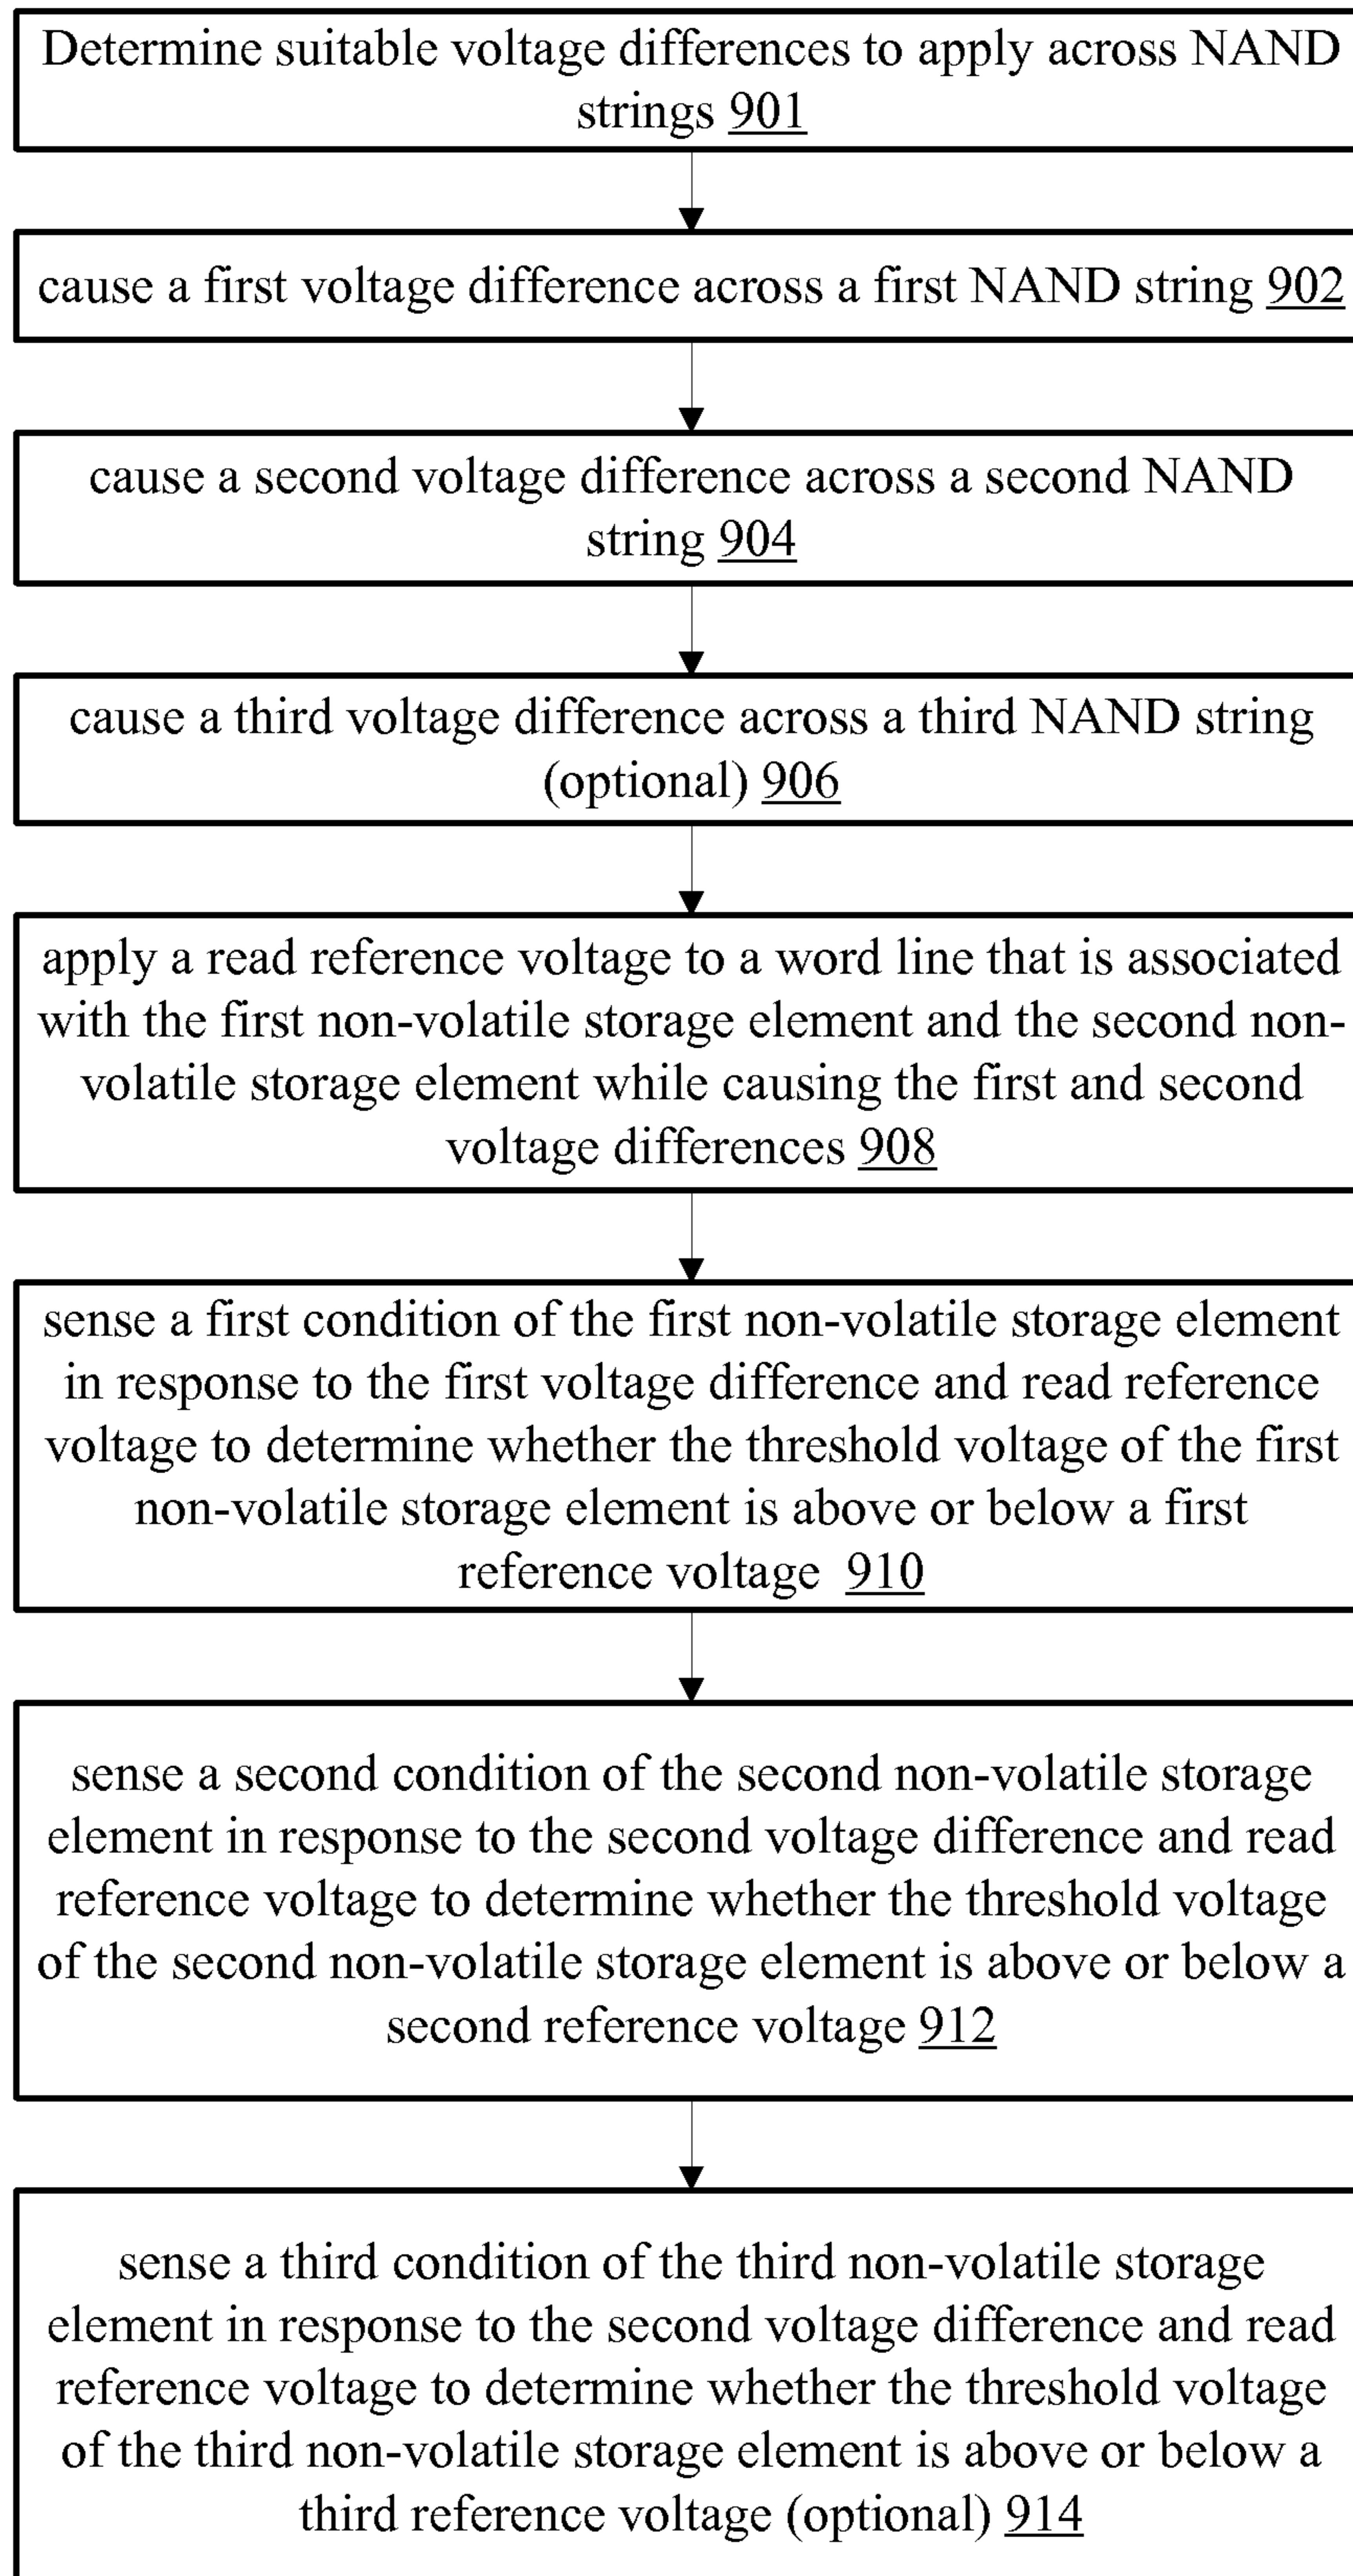 Determine suitable voltage differences to apply across NAND
strings 901
cause a first voltage difference across a first NAND string 902
cause a second voltage difference across a second NAND
string 904
cause a third voltage difference across a third NAND string
(optional) 906
apply a read reference voltage to a word line that is associated
with the first non-volatile storage element and the second non-
volatile storage element while causing the first and second
voltage differences 908
sense a first condition of the first non-volatile storage element
in response to the first voltage difference and read reference
voltage to determine whether the threshold voltage of the first
non-volatile storage element is above or below a first
reference voltage 910
sense a second condition of the second non-volatile storage
element in response to the second voltage difference and read
reference voltage to determine whether the threshold voltage
of the second non-volatile storage element is above or below a
second reference voltage 912
sense a third condition of the third non-volatile storage
element in response to the second voltage difference and read
reference voltage to determine whether the threshold voltage
of the third non-volatile storage element is above or below a
third reference voltage (optional) 914